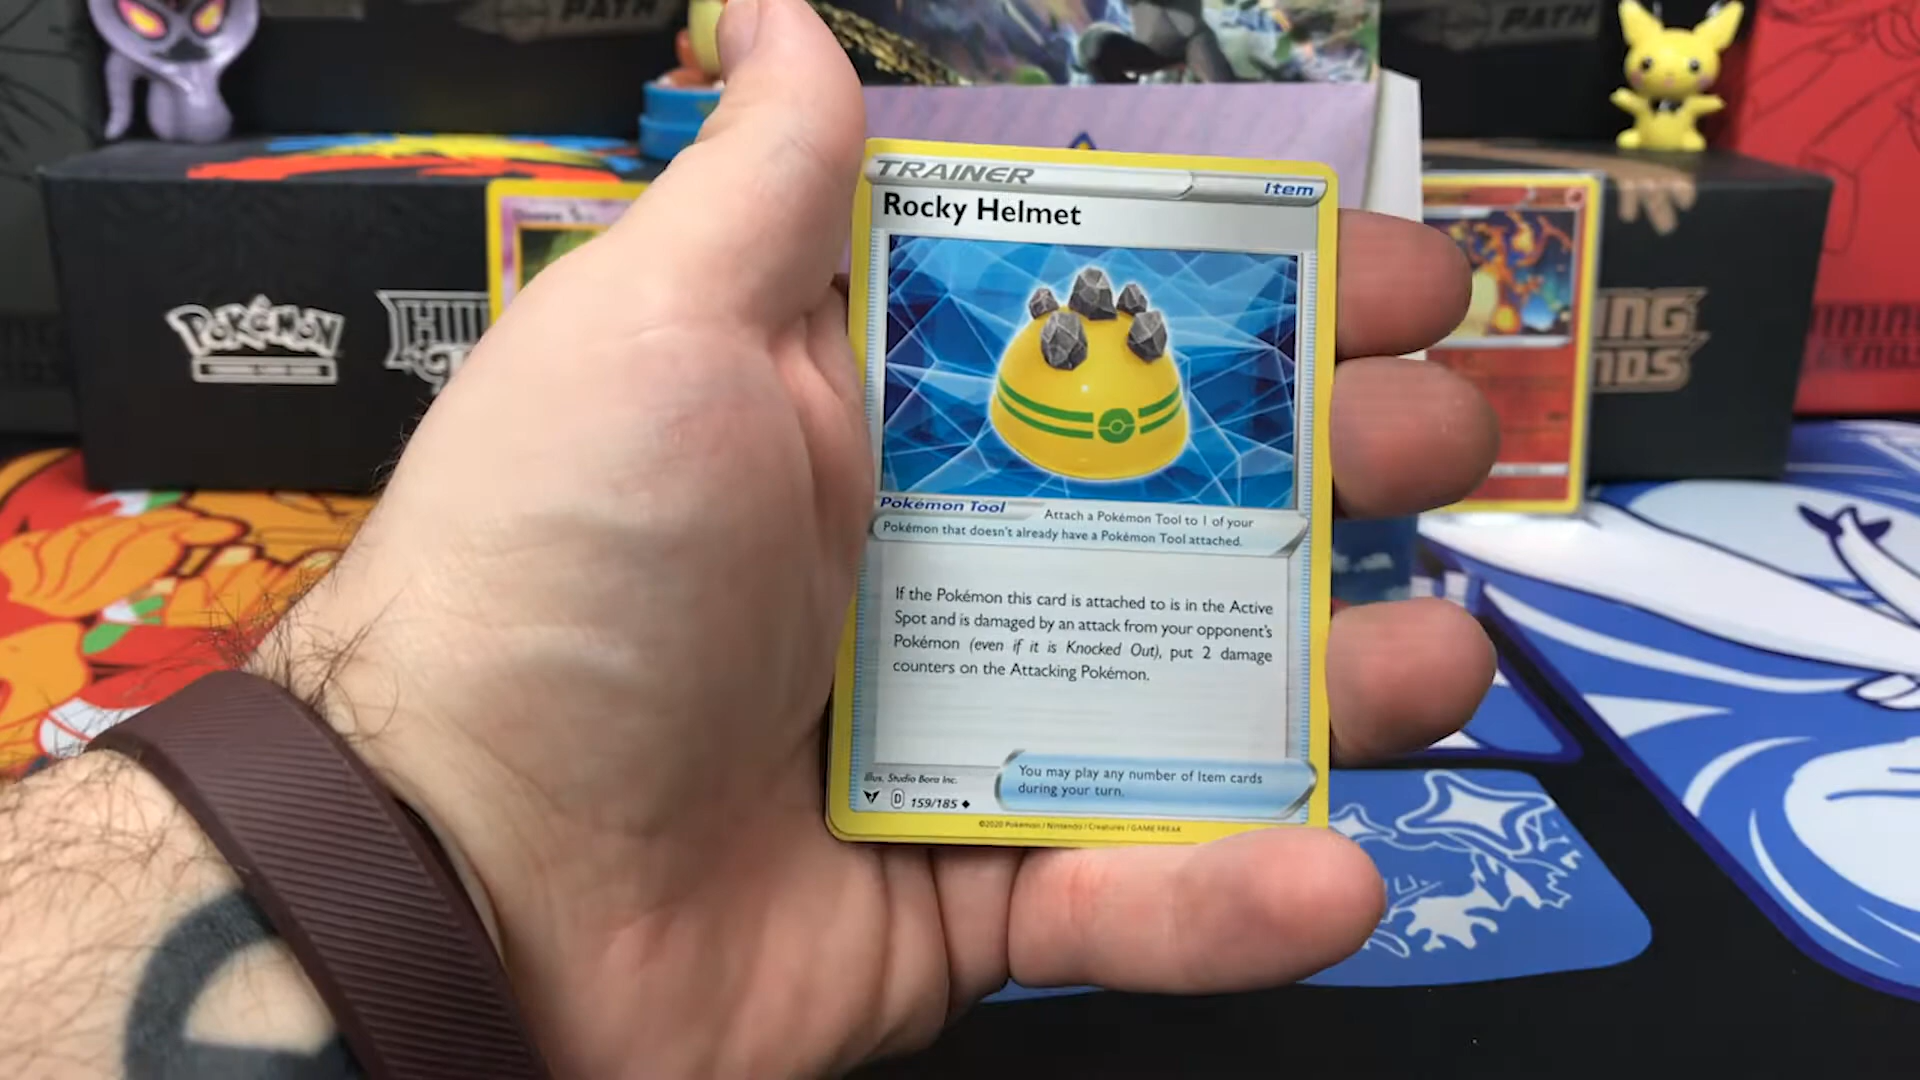 PATH
PATH
TRAINER
Item
Rocky Helmet
POKÉMON
ING
NDS
Pokémon Tool
Attach a Pokémon Tool to 1 of your
Pokémon that doesn't already have a Pokémon Tool attached.
If the Pokémon this card is attached to is in the Active
Spot and is damaged by an attack from your opponent's
Pokémon (even if it is Knocked Out), put 2 damage
counters on the Attacking Pokémon.
You may play any number of Item cards
during your turn.
Illus. Studio Bora Inc.
D 159/185
©2020 Pokémon / Nintendo / Creatures / GAME FREAK